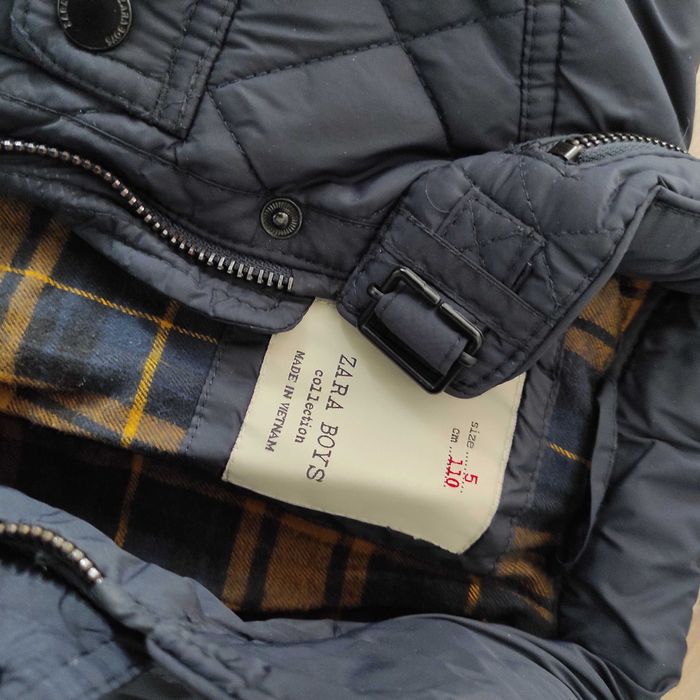 ZARA BOYS
collection
MADE IN VIETNAM
size.....5
cm...110